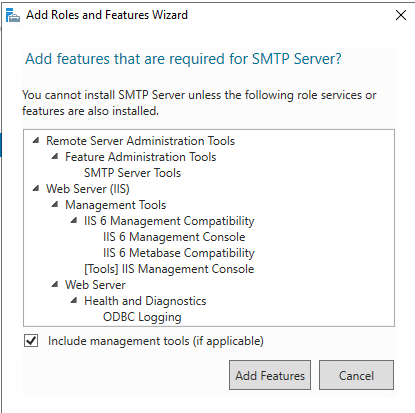 Add Roles and Features Wizard
Add features that are required for SMTP Server?
You cannot install SMTP Server unless the following role services or
features are also installed.
Remote Server Administration Tools
Feature Administration Tools
SMTP Server Tools
Web Server (IIS)
Management Tools
IIS 6 Management Compatibility
IIS 6 Management Console
IIS 6 Metabase Compatibility
[Tools] IIS Management Console
Web Server
Health and Diagnostics
ODBC Logging
Include management tools (if applicable)
Add Features
Cancel